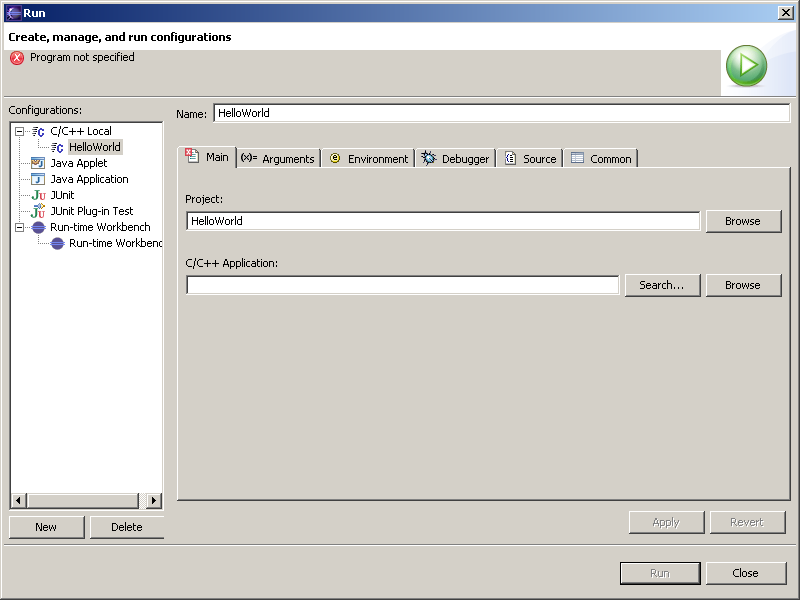 Run
Create, manage, and run configurations
Program not specified
Configurations:
C/C++ Local
HelloWorld
Java Applet
Java Application
JUnit
JUnit Plug-in Test
Run-time Workbench
Run-time Workbenc
New Delete
Name: HelloWorld
Main (x)= Arguments Environment Debugger Source Common
Project:
HelloWorld Browse
C/C++ Application:
Search... Browse
Apply Revert
Run Close